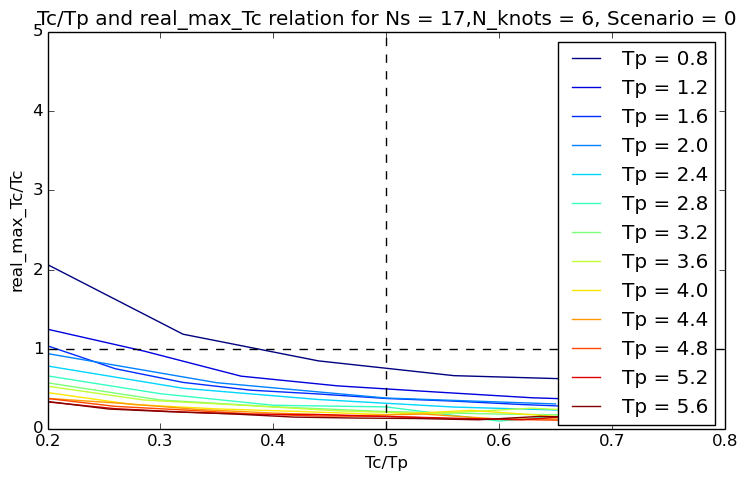 Tc/Tp and real_max_Tc relation for Ns = 17,N_knots = 6, Scenario = 0
5
4
3
2
1
0
real_max_Tc/Tc
0.2
0.3
0.4
0.5
0.6
0.7
0.8
Tc/Tp
Tp = 0.8
Tp = 1.2
Tp = 1.6
Tp = 2.0
Tp = 2.4
Tp = 2.8
Tp = 3.2
Tp = 3.6
Tp = 4.0
Tp = 4.4
Tp = 4.8
Tp = 5.2
Tp = 5.6